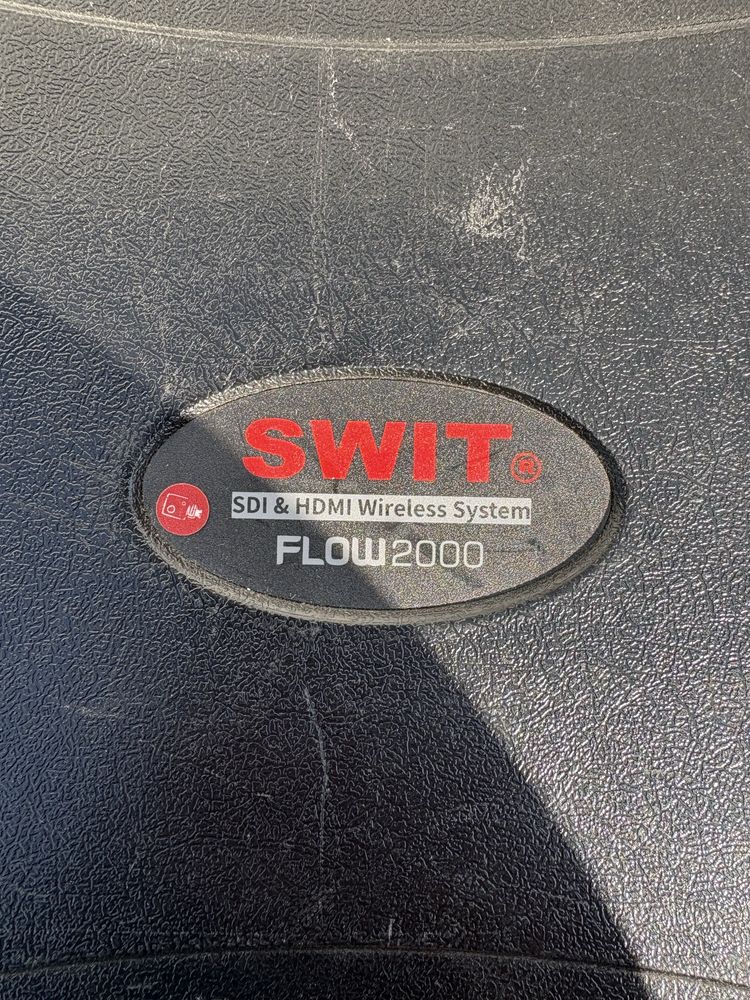 SWIT®
SDI & HDMI Wireless System
FLOW2000